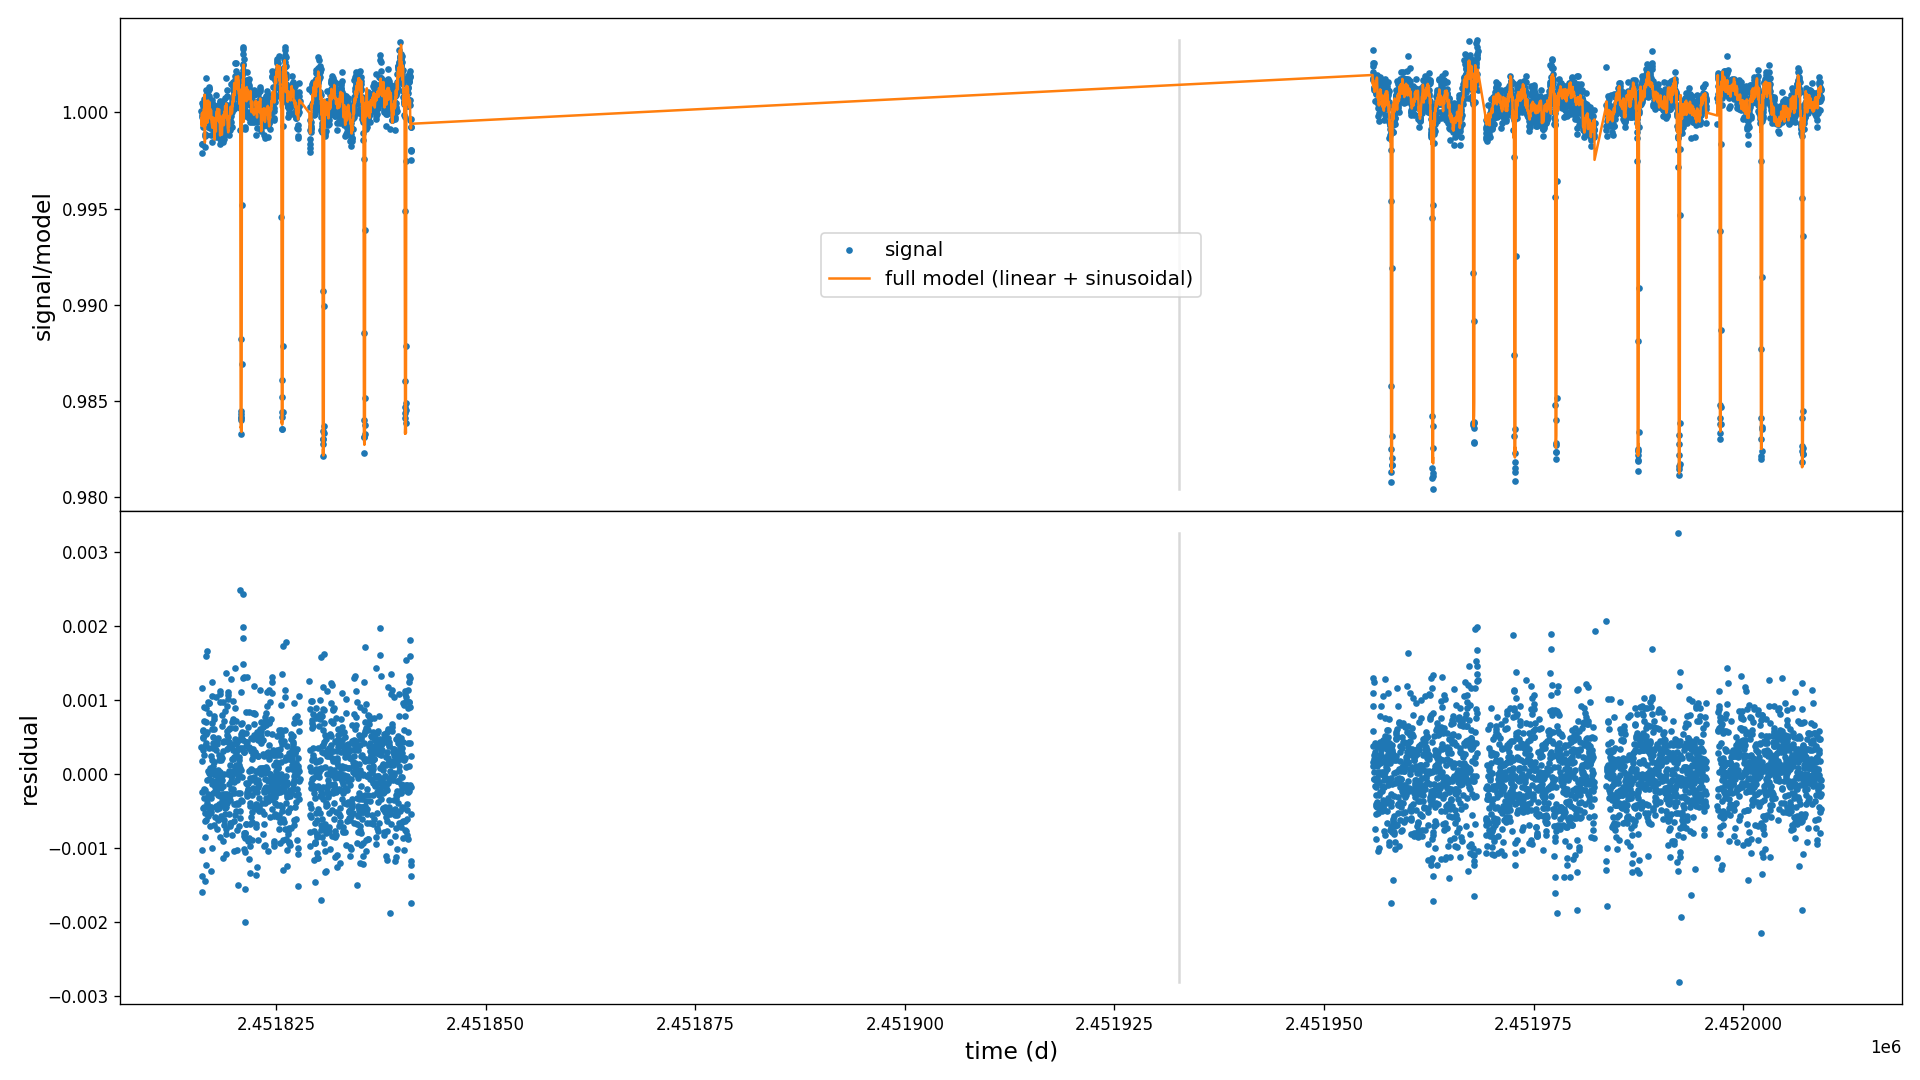 signal/model
1.000
0.995
0.990
0.985
0.980
signal
full model (linear + sinusoidal)
residual
0.003
0.002
0.001
0.000
−0.001
−0.002
−0.003
2.451825 2.451850 2.451875 2.451900 2.451925 2.451950 2.451975 2.452000
time (d)
1e6